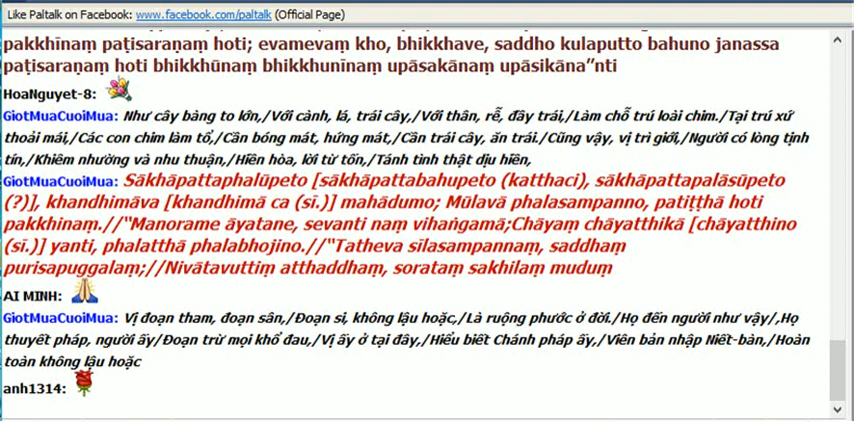 Like Paltalk on Facebook: www.facebook.com/paltalk (Official Page)
pakkhīnaṃ paṭisaraṇaṃ hoti; evamevaṃ kho, bhikkhave, saddho kulaputto bahuno janassa
paṭisaraṇaṃ hoti bhikkhūnaṃ bhikkhunīnaṃ upāsakānaṃ upāsikāna”nti
HoaNguyet-8:
GiotMuaCuoiMua: Như cây bàng to lớn,/Với cành, lá, trái cây,/Với thân, rễ, đầy trái,/Làm chỗ trú loài chim./Tại trú xứ
thoải mái,/Các con chim làm tổ,/Cần bóng mát, hứng mát,/Cần trái cây, ăn trái./Cũng vậy, vị trì giới,/Người có lòng tịnh
tín,/Khiêm nhường và nhu thuận,/Hiền hòa, lời từ tốn,/Tánh tình thật dịu hiền,
GiotMuaCuoiMua: Sākhāpattaphalūpeto [sākhāpattabahupeto (katthaci), sākhāpattapalāsūpeto
(?)], khandhimāva [khandhimā ca (sī.)] mahādumo; Mūlavā phalasampanno, patiṭṭhā hoti
pakkhinaṃ.//“Manorame āyatane, sevanti naṃ vihaṅgamā;Chāyaṃ chāyatthikā [chāyatthino
(sī.)] yanti, phalatthā phalabhojino.//“Tatheva sīlasampannaṃ, saddhaṃ
purisapuggalaṃ;//Nivātavuttiṃ atthaddhaṃ, sorataṃ sakhilaṃ muduṃ
AI MINH:
GiotMuaCuoiMua: Vị đoạn tham, đoạn sân,/Đoạn si, không lậu hoặc,/Là ruộng phước ở đời./Họ đến người như vậy/,Họ
thuyết pháp, người ấy/Đoạn trừ mọi khổ đau,/Vị ấy ở tại đây,/Hiểu biết Chánh pháp ấy,/Viên bản nhập Niết-bàn,/Hoàn
toàn không lậu hoặc
anh1314: